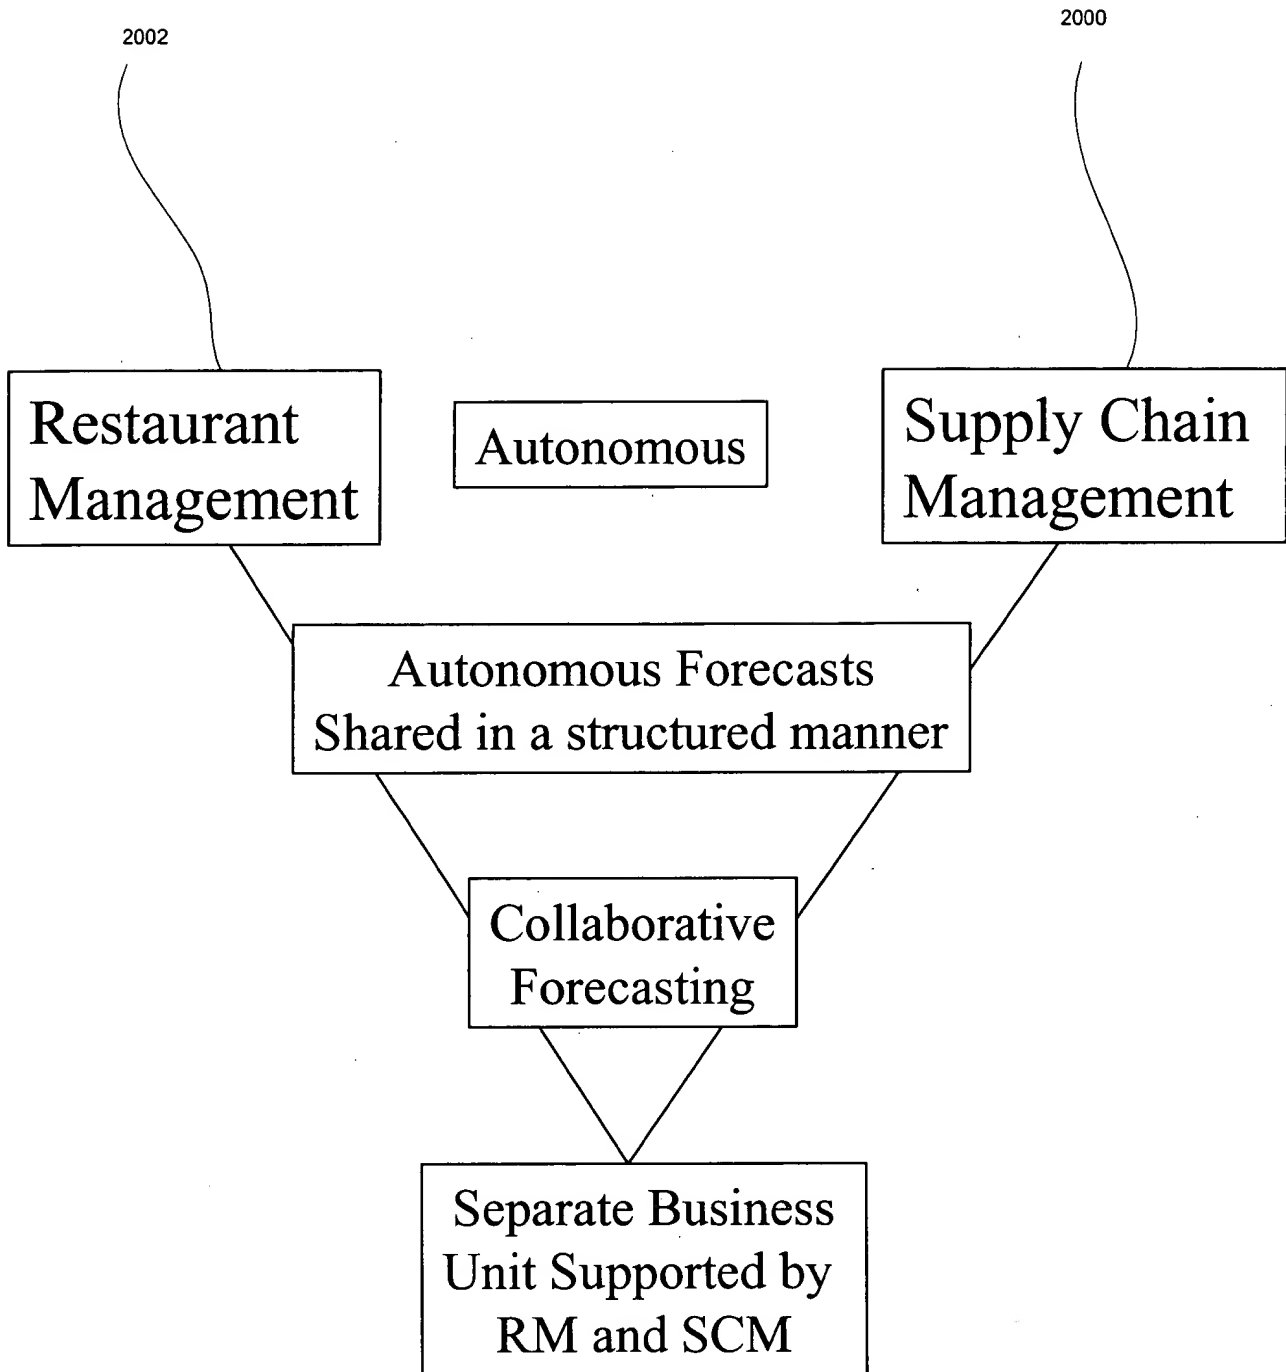 2002
2000
Restaurant
Management
Autonomous
Supply Chain
Management
Autonomous Forecasts
Shared in a structured manner
Collaborative
Forecasting
Separate Business
Unit Supported by
RM and SCM